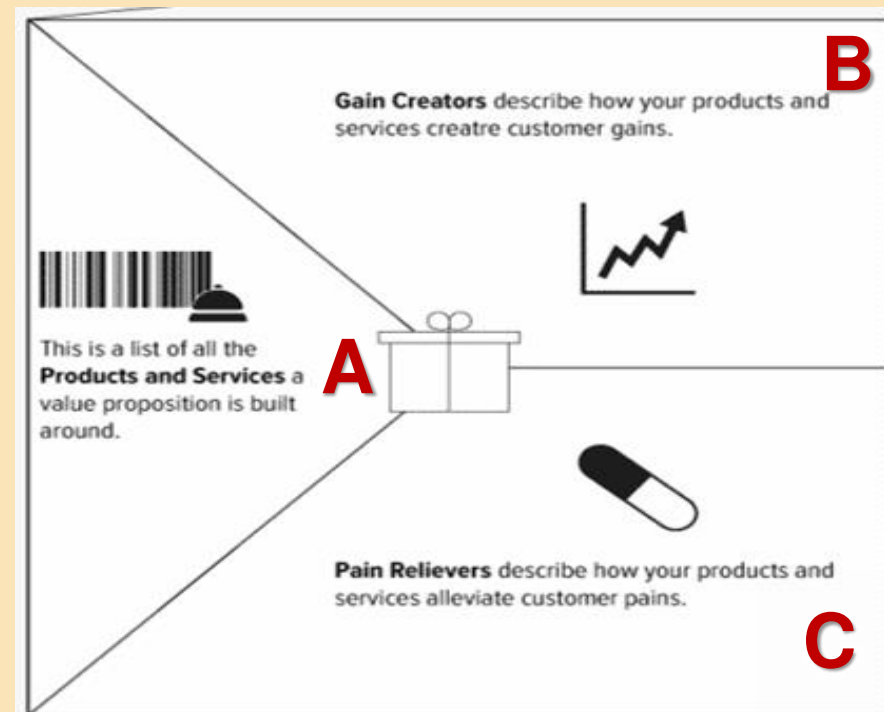 B
Gain Creators describe how your products and
services creatre customer gains.
This is a list of all the
Products and Services a
value proposition is built
around.
A
Pain Relievers describe how your products and
services alleviate customer pains.
C